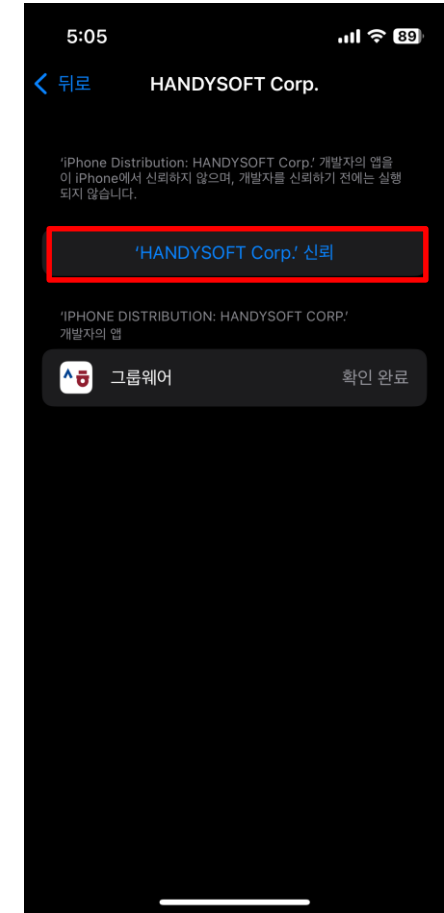 5:05
89
뒤로
HANDYSOFT Corp.
‘iPhone Distribution: HANDYSOFT Corp.’ 개발자의 앱을
이 iPhone에서 신뢰하지 않으며, 개발자를 신뢰하기 전에는 실행
되지 않습니다.
‘HANDYSOFT Corp.’ 신뢰
‘IPHONE DISTRIBUTION: HANDYSOFT CORP.’
개발자의 앱
그룹웨어
확인 완료